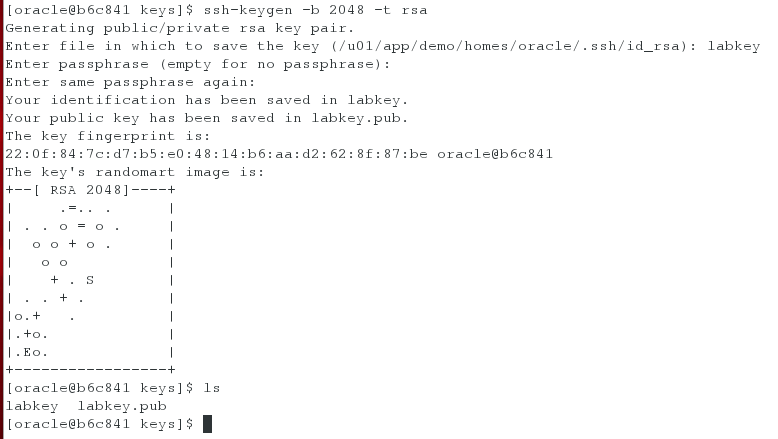 [oracle@b6c841 keys]$ ssh-keygen -b 2048 -t rsa
Generating public/private rsa key pair.
Enter file in which to save the key (/u01/app/demo/homes/oracle/.ssh/id_rsa): labkey
Enter passphrase (empty for no passphrase):
Enter same passphrase again:
Your identification has been saved in labkey.
Your public key has been saved in labkey.pub.
The key fingerprint is:
22:0f:84:7c:d7:b5:e0:48:14:b6:aa:d2:62:8f:87:be oracle@b6c841
The key's randomart image is:
+--[ RSA 2048]----+
|     .=.. .      |
| . . o = o .     |
|  o o + o .      |
|   o o           |
|    + . S        |
| . . + .         |
|o.+   .          |
|.+o.             |
|.Eo.             |
+-----------------+
[oracle@b6c841 keys]$ ls
labkey  labkey.pub
[oracle@b6c841 keys]$